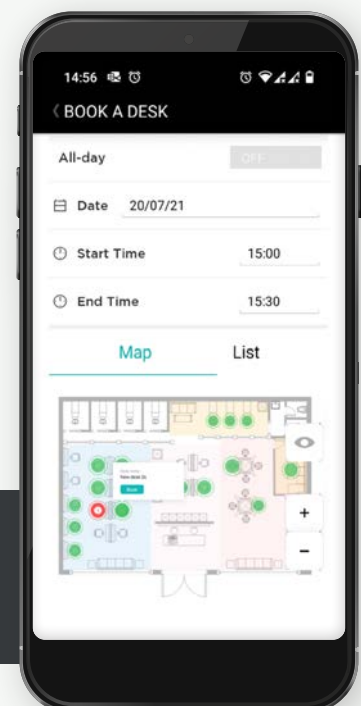 14:56
BOOK A DESK
All-day
OFF
Date 20/07/21
Start Time 15:00
End Time 15:30
Map List
+
−